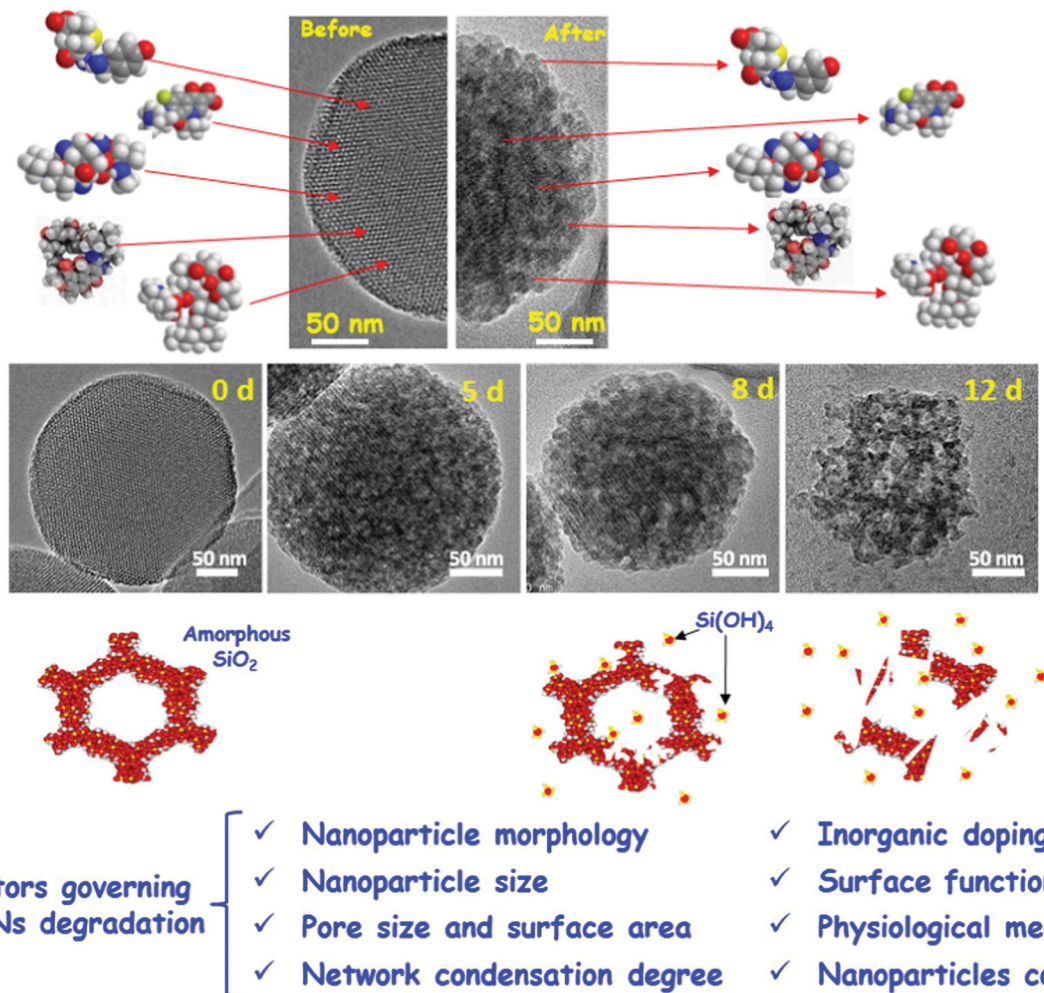 Before
After
50 nm
50 nm
0 d
5 d
8 d
12 d
50 nm
50 nm
50 nm
50 nm
Amorphous
SiO₂
Si(OH)₄
tors governing
Ns degradation
✓ Nanoparticle morphology
✓ Nanoparticle size
✓ Pore size and surface area
✓ Network condensation degree
✓ Inorganic doping
✓ Surface function
✓ Physiological me
✓ Nanoparticles co